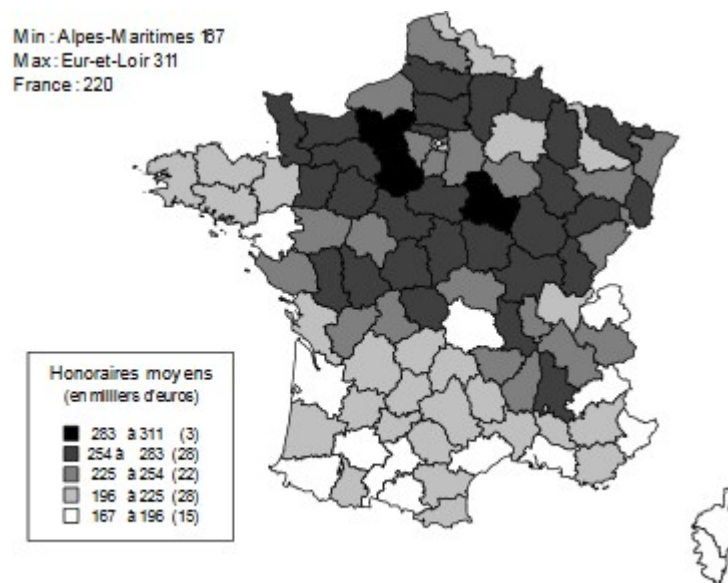 Min : Alpes-Maritimes 167
Max : Eur-et-Loir 311
France : 220
Honoraires moyens
(en milliers d'euros)
283 à 311 (3)
254 à 283 (28)
225 à 254 (22)
196 à 225 (28)
167 à 196 (15)